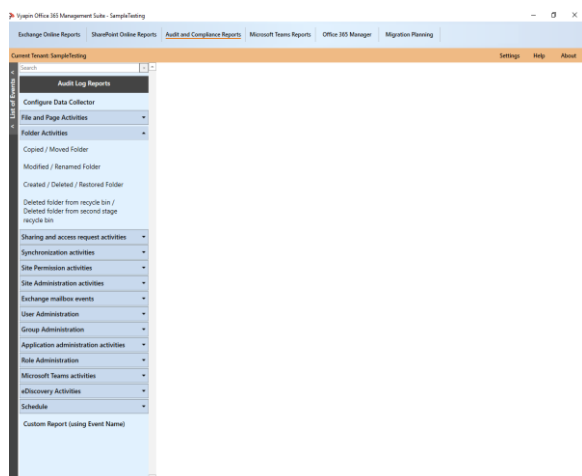 Vyapin Office 365 Management Suite - SampleTesting
Exchange Online Reports SharePoint Online Reports Audit and Compliance Reports Microsoft Teams Reports Office 365 Manager Migration Planning
Current Tenant: SampleTesting Settings Help About
List of Events
Search
Audit Log Reports
Configure Data Collector
File and Page Activities
Folder Activities
Copied / Moved Folder
Modified / Renamed Folder
Created / Deleted / Restored Folder
Deleted folder from recycle bin /
Deleted folder from second stage
recycle bin
Sharing and access request activities
Synchronization activities
Site Permission activities
Site Administration activities
Exchange mailbox events
User Administration
Group Administration
Application administration activities
Role Administration
Microsoft Teams activities
eDiscovery Activities
Schedule
Custom Report (using Event Name)